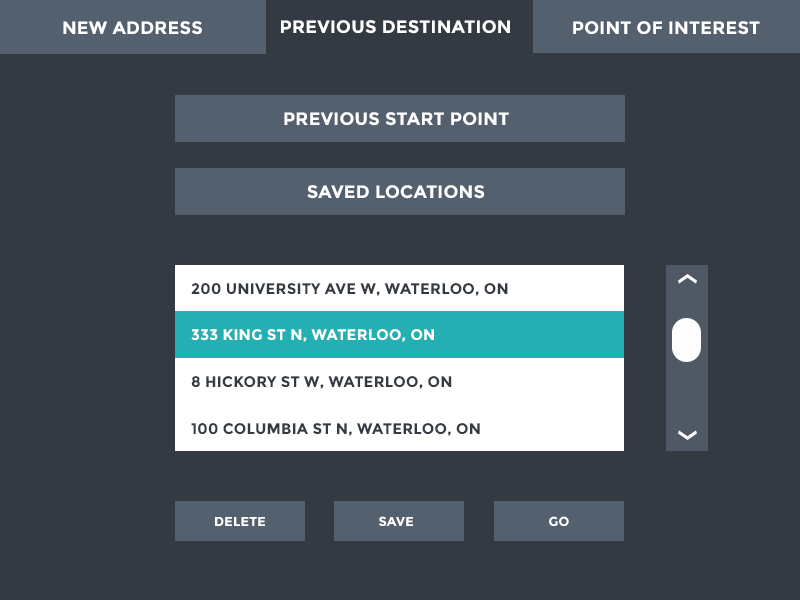 NEW ADDRESS
PREVIOUS DESTINATION
POINT OF INTEREST
PREVIOUS START POINT
SAVED LOCATIONS
200 UNIVERSITY AVE W, WATERLOO, ON
333 KING ST N, WATERLOO, ON
8 HICKORY ST W, WATERLOO, ON
100 COLUMBIA ST N, WATERLOO, ON
DELETE
SAVE
GO